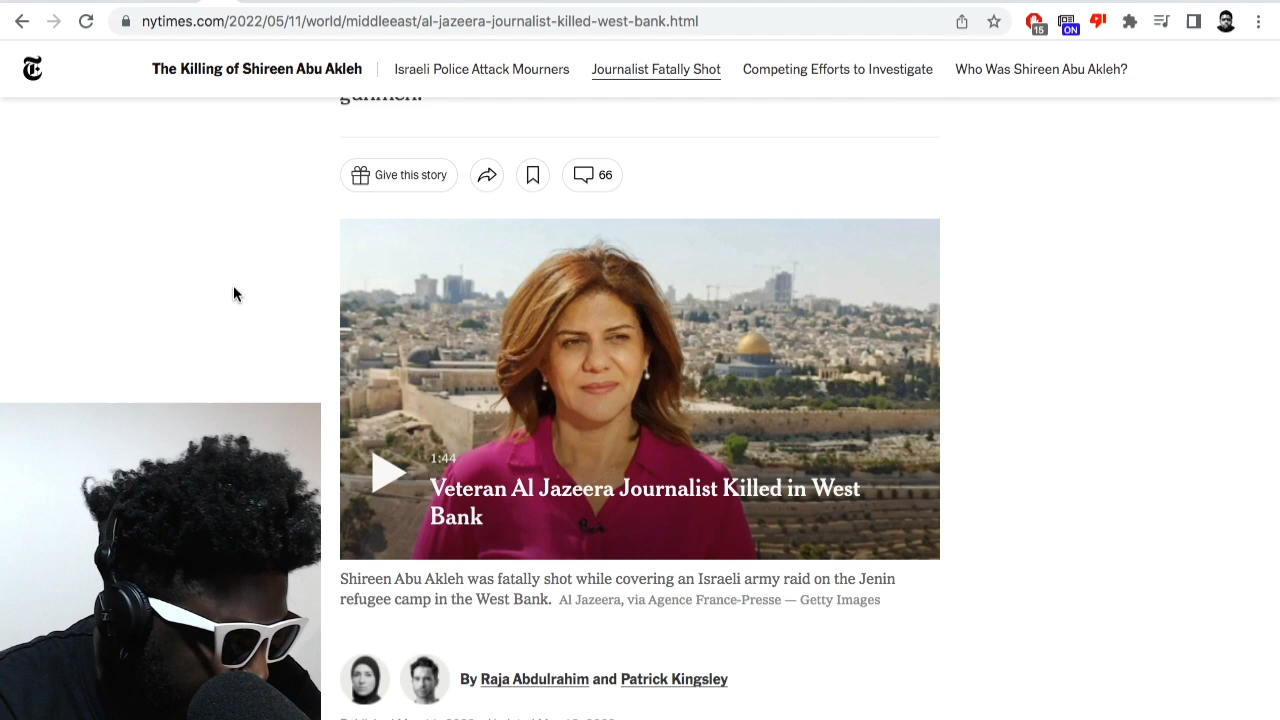 nytimes.com/2022/05/11/world/middleeast/al-jazeera-journalist-killed-west-bank.html
15
ON
The Killing of Shireen Abu Akleh
Israeli Police Attack Mourners
Journalist Fatally Shot
Competing Efforts to Investigate
Who Was Shireen Abu Akleh?
gunmen.
Give this story
66
1:44
Veteran Al Jazeera Journalist Killed in West
Bank
Shireen Abu Akleh was fatally shot while covering an Israeli army raid on the Jenin
refugee camp in the West Bank. Al Jazeera, via Agence France-Presse — Getty Images
By Raja Abdulrahim and Patrick Kingsley